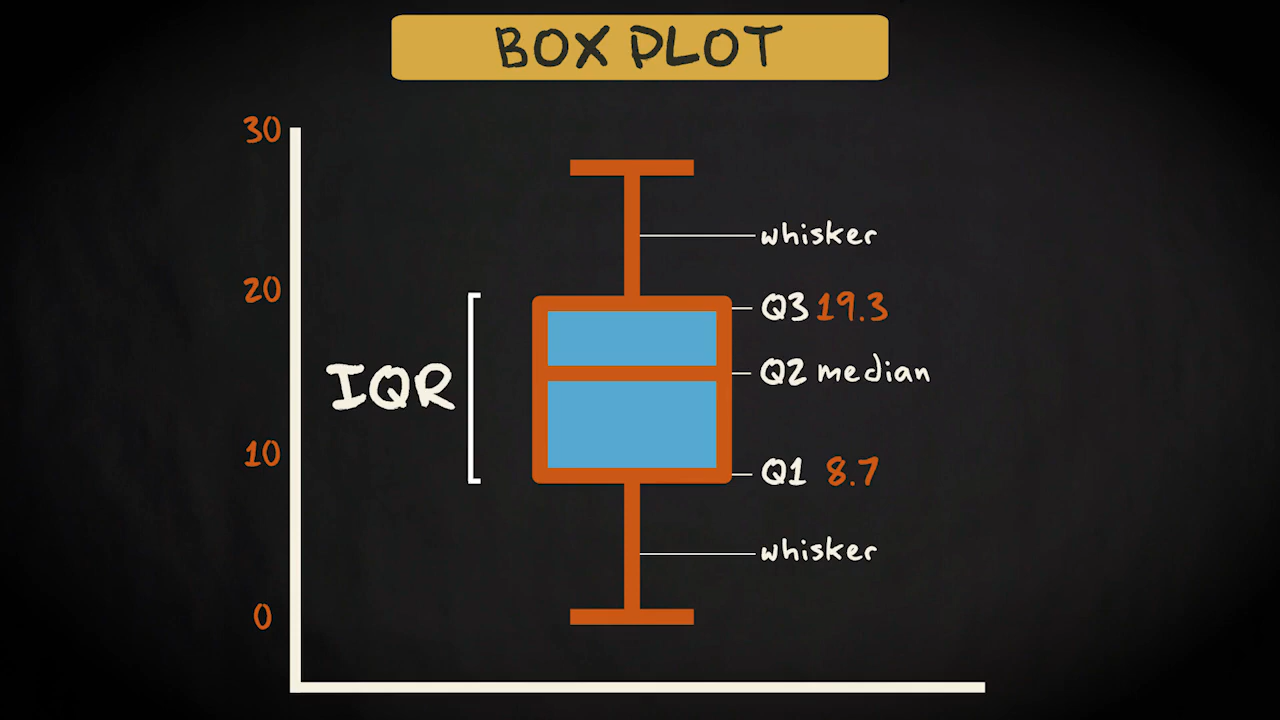 BOX PLOT
30
whisker
20
Q3 19.3
IQR
Q2 median
10
Q1 8.7
whisker
0